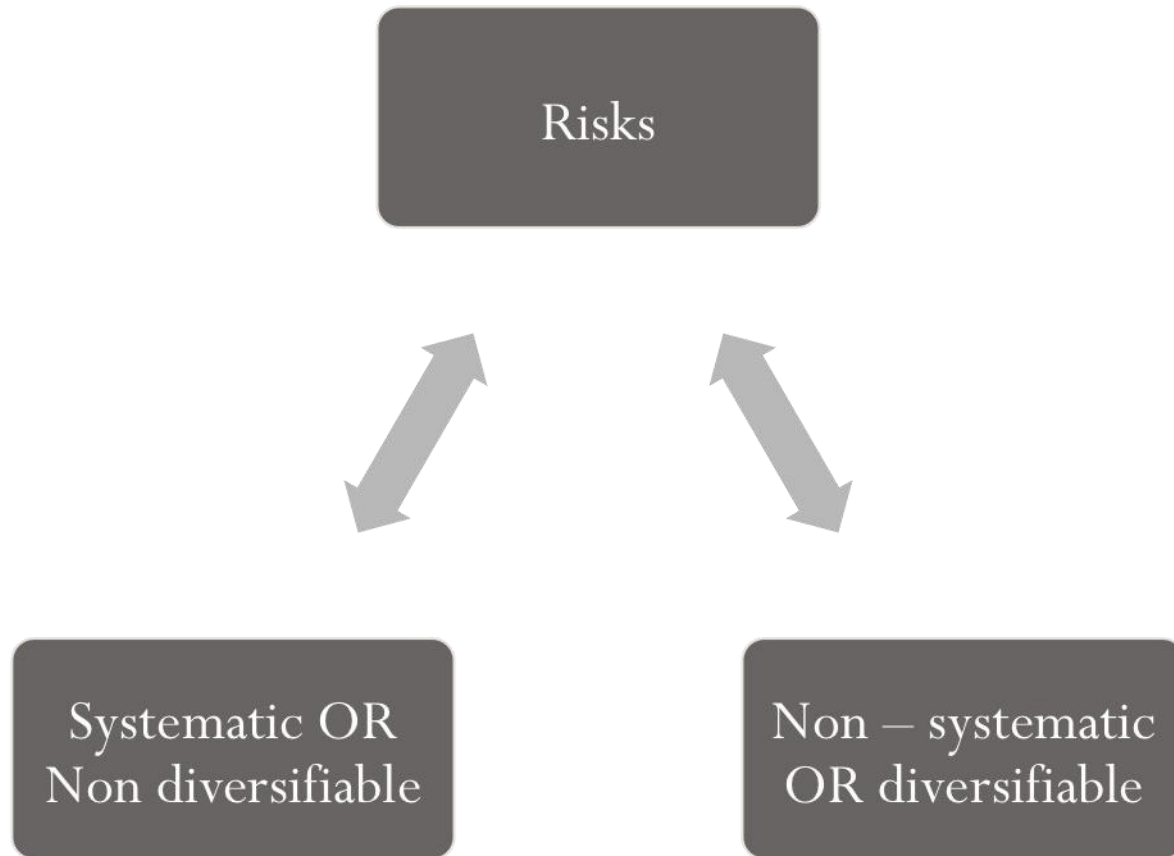 Risks
Systematic OR
Non diversifiable
Non – systematic
OR diversifiable